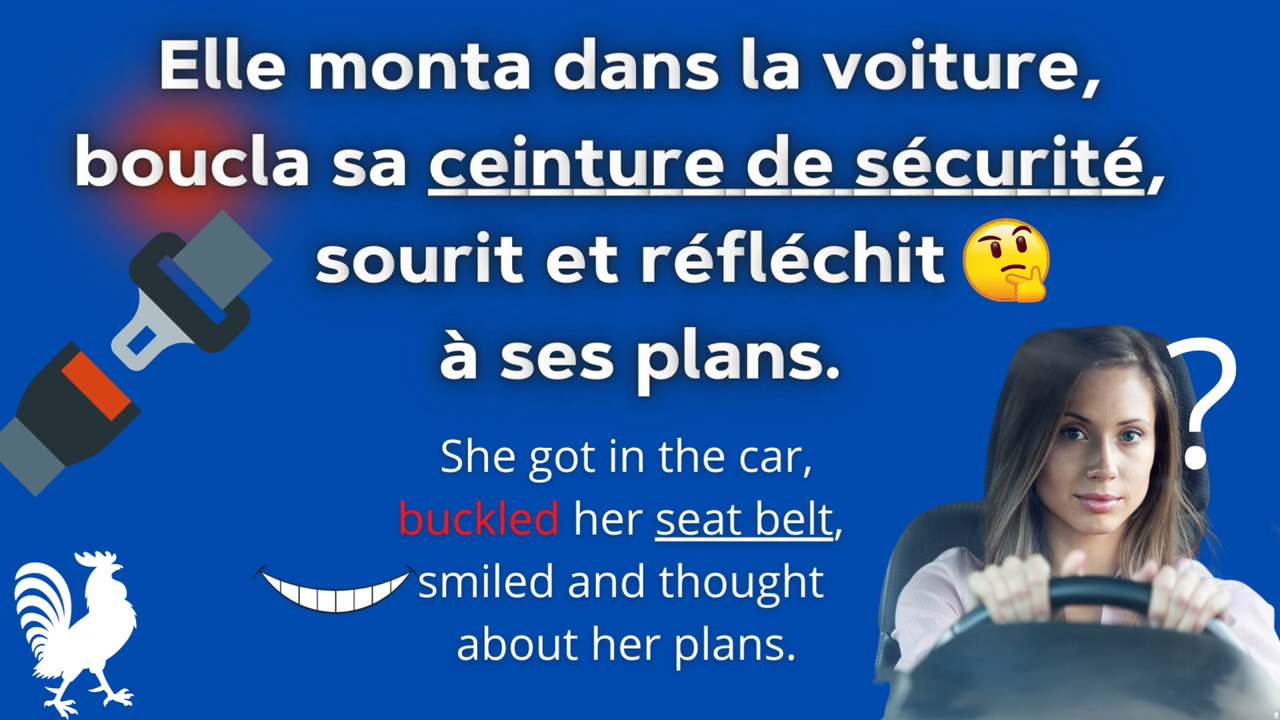 Elle monta dans la voiture,
boucla sa ceinture de sécurité,
sourit et réfléchit
à ses plans.
She got in the car,
buckled her seat belt,
smiled and thought
about her plans.
?